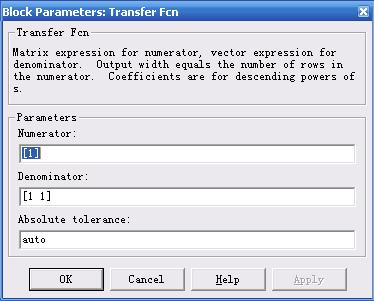 Block Parameters: Transfer Fcn
Transfer Fcn
Matrix expression for numerator, vector expression for
denominator.  Output width equals the number of rows in
the numerator.  Coefficients are for descending powers of
s.
Parameters
Numerator:
[1]
Denominator:
[1 1]
Absolute tolerance:
auto
OK Cancel Help Apply